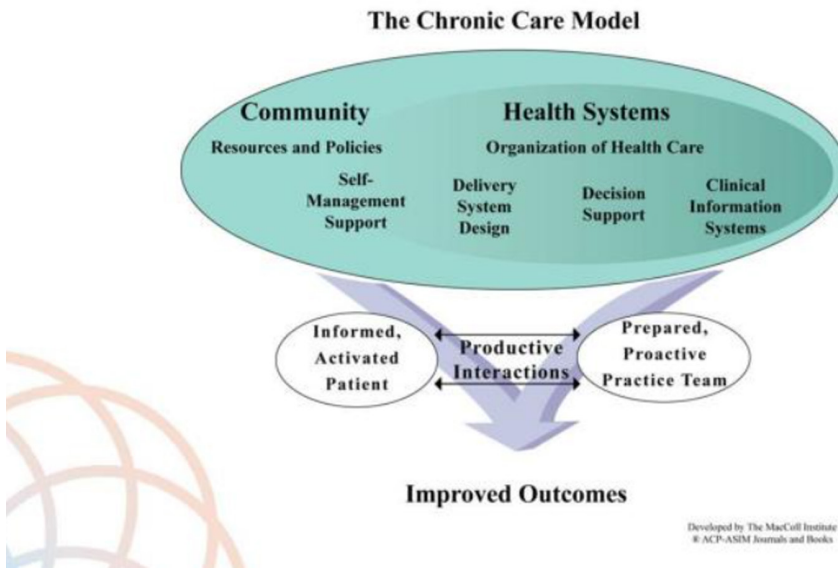 The Chronic Care Model
Community
Health Systems
Resources and Policies
Organization of Health Care
Self-
Management
Support
Delivery
System
Design
Decision
Support
Clinical
Information
Systems
Informed,
Activated
Patient
Productive
Interactions
Prepared,
Proactive
Practice Team
Improved Outcomes
Developed by The MacColl Institute
® ACP-ASIM Journals and Books